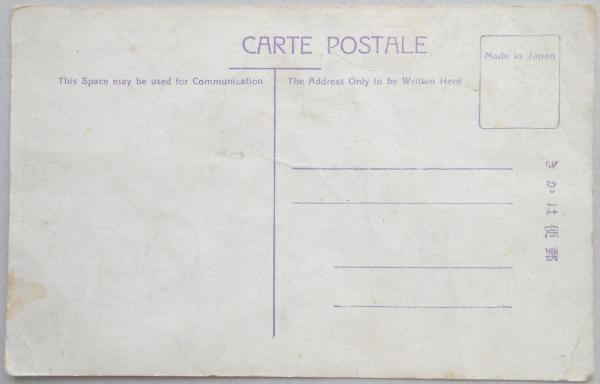 CARTE POSTALE
Made in Japan
This Space may be used for Communication
The Address Only to be Written Here
きかは便郵